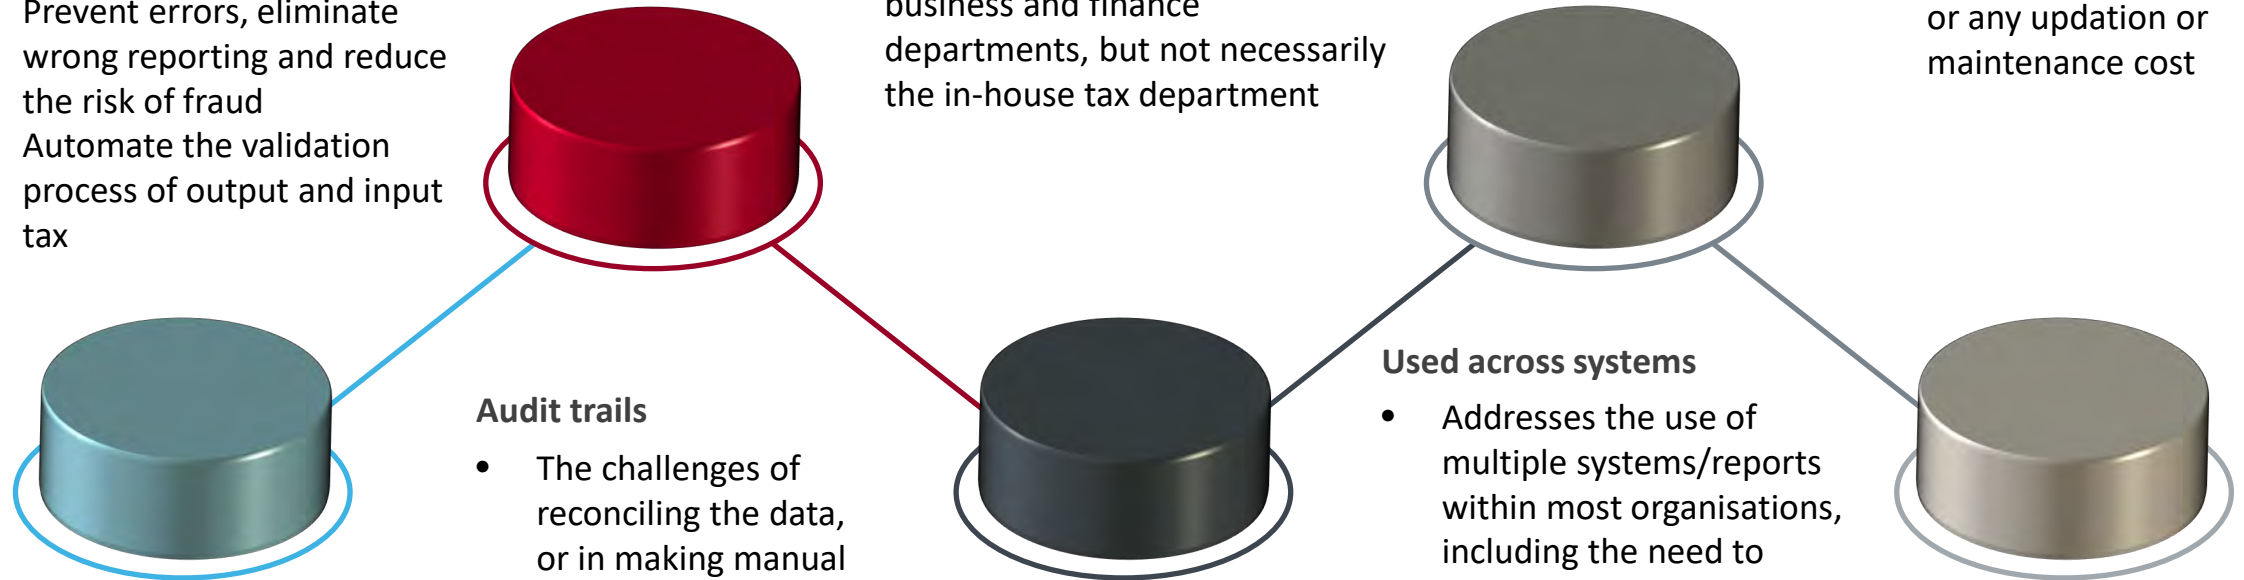 Prevent errors, eliminate
wrong reporting and reduce
the risk of fraud
Automate the validation
process of output and input
tax
business and finance
departments, but not necessarily
the in-house tax department
or any updation or
maintenance cost
Audit trails
• The challenges of
reconciling the data,
or in making manual
Used across systems
• Addresses the use of
multiple systems/reports
within most organisations,
including the need to